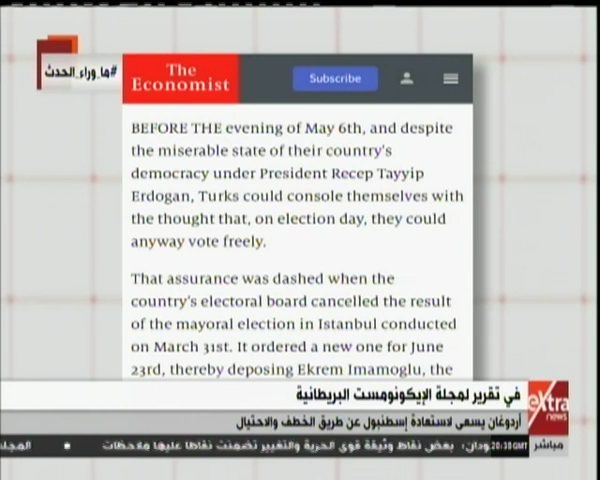 #ما_وراء_الحدث
The
Economist
Subscribe
BEFORE THE evening of May 6th, and despite
the miserable state of their country's
democracy under President Recep Tayyip
Erdogan, Turks could console themselves with
the thought that, on election day, they could
anyway vote freely.
That assurance was dashed when the
country's electoral board cancelled the result
of the mayoral election in Istanbul conducted
on March 31st. It ordered a new one for June
23rd, thereby deposing Ekrem Imamoglu, the
في تقرير لمجلة الإيكونومست البريطانية
أردوغان يسعى لاستعادة إسطنبول عن طريق الخطف والاحتيال
eXtra
news
مباشر
20:38GMT
ودان: بعض نقاط وثيقة قوى الحرية والتغيير تضمنت نقاطا عليها ملاحظات
المجلـ